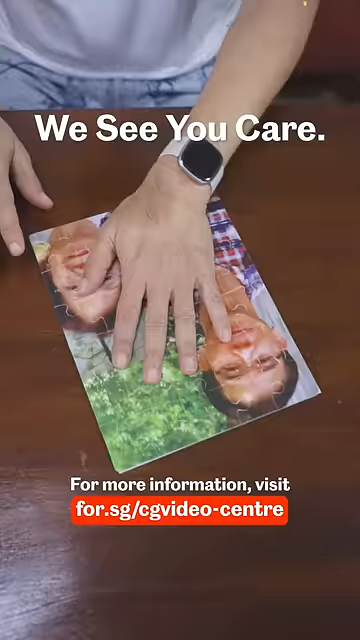 We See You Care.
For more information, visit
for.sg/cgvideo-centre